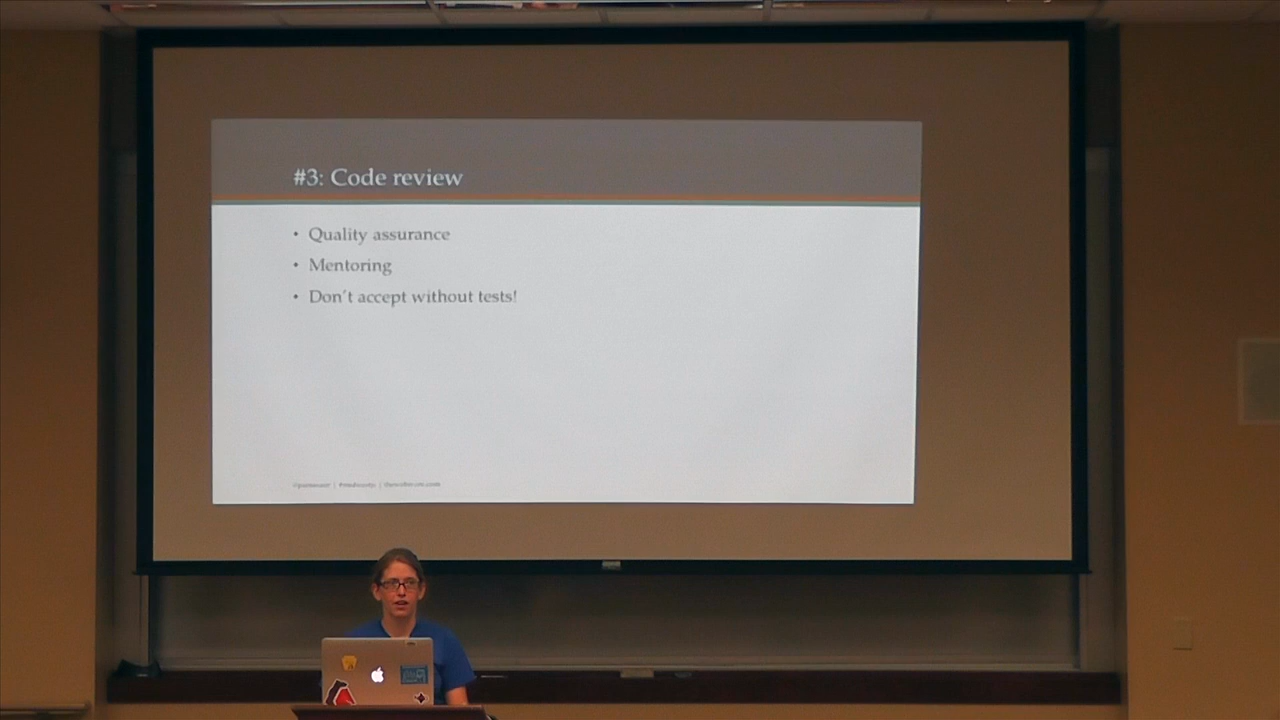 #3: Code review
• Quality assurance
• Mentoring
• Don't accept without tests!